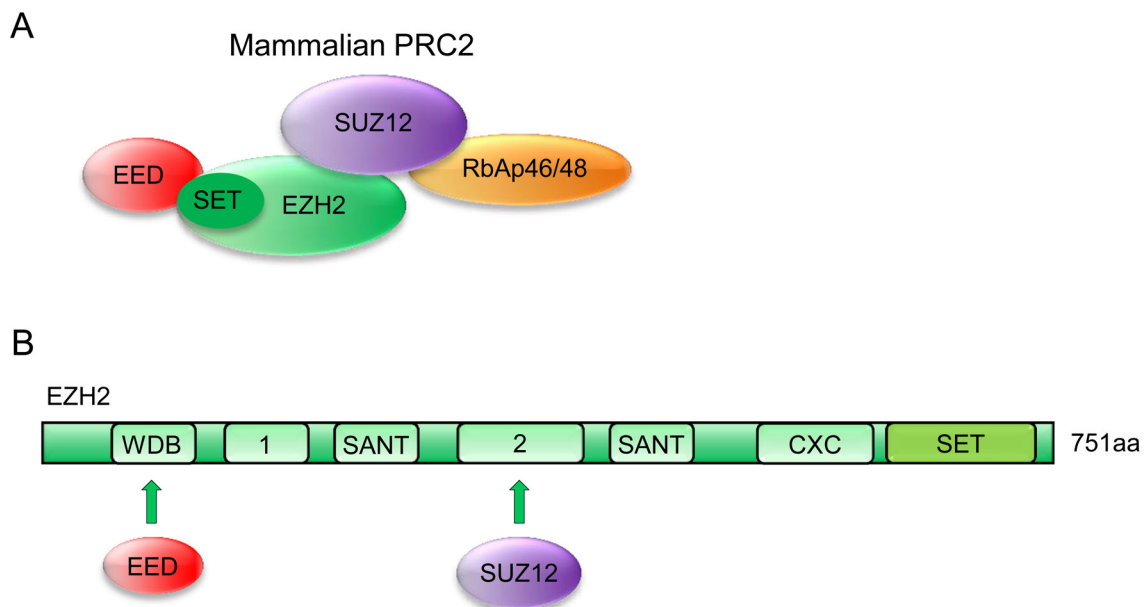 A
Mammalian PRC2
SUZ12
EED
RbAp46/48
SET
EZH2
B
EZH2
WDB 1 SANT 2 SANT CXC SET 751aa
EED
SUZ12